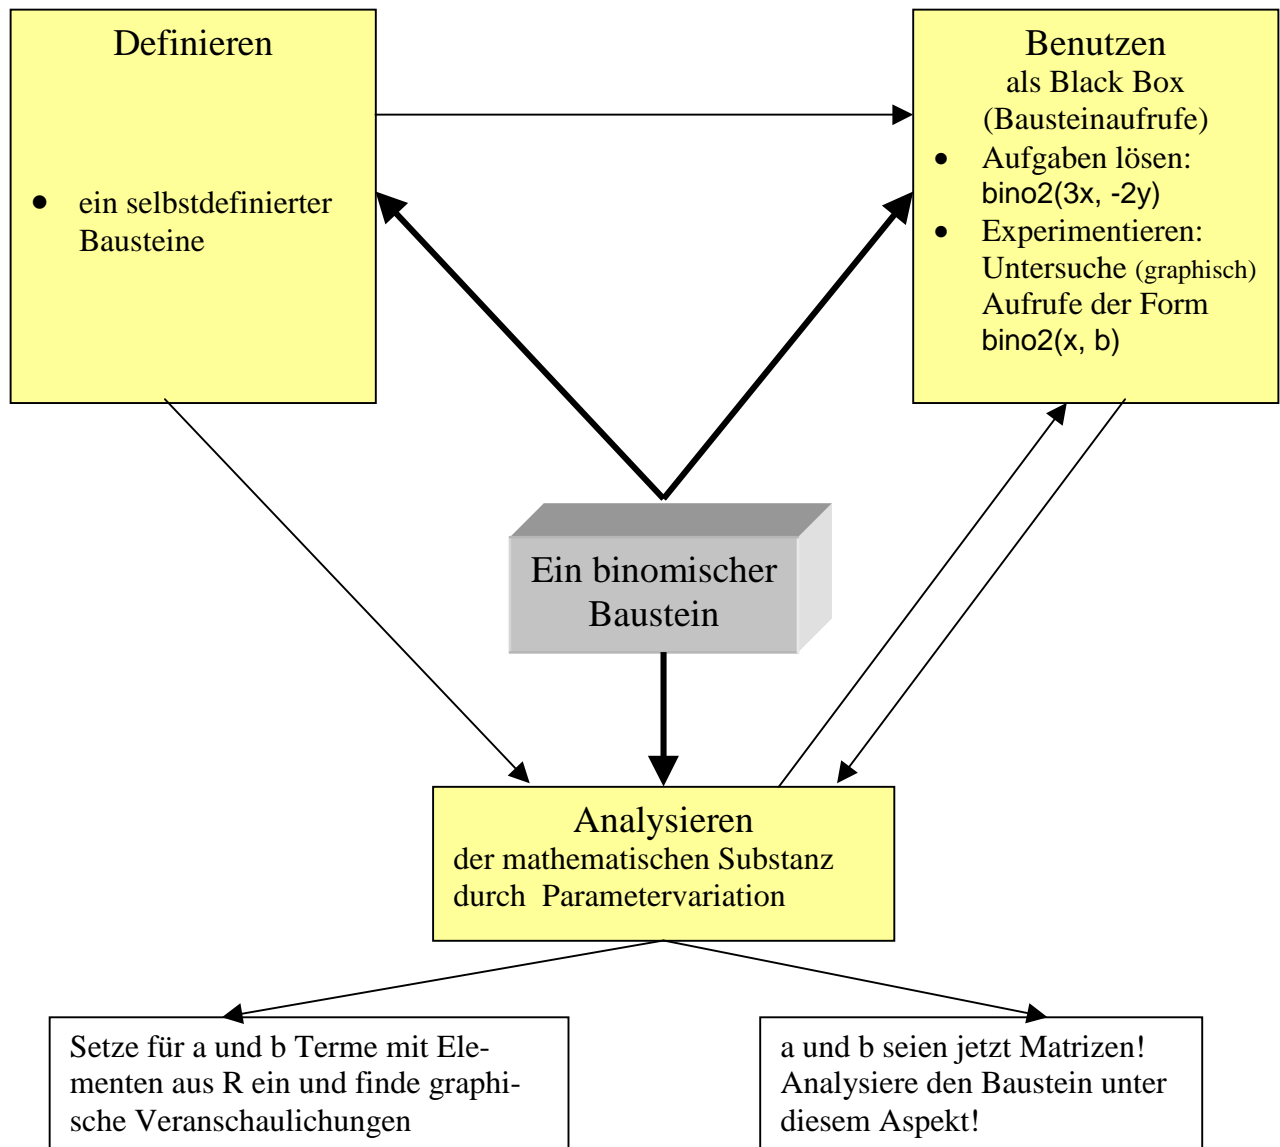 Definieren
• ein selbstdefinierter
Bausteine
Benutzen
als Black Box
(Bausteinaufrufe)
• Aufgaben lösen:
bino2(3x, -2y)
• Experimentieren:
Untersuche (graphisch)
Aufrufe der Form
bino2(x, b)
Ein binomischer
Baustein
Analysieren
der mathematischen Substanz
durch Parametervariation
Setze für a und b Terme mit Ele-
menten aus R ein und finde graphi-
sche Veranschaulichungen
a und b seien jetzt Matrizen!
Analysiere den Baustein unter
diesem Aspekt!